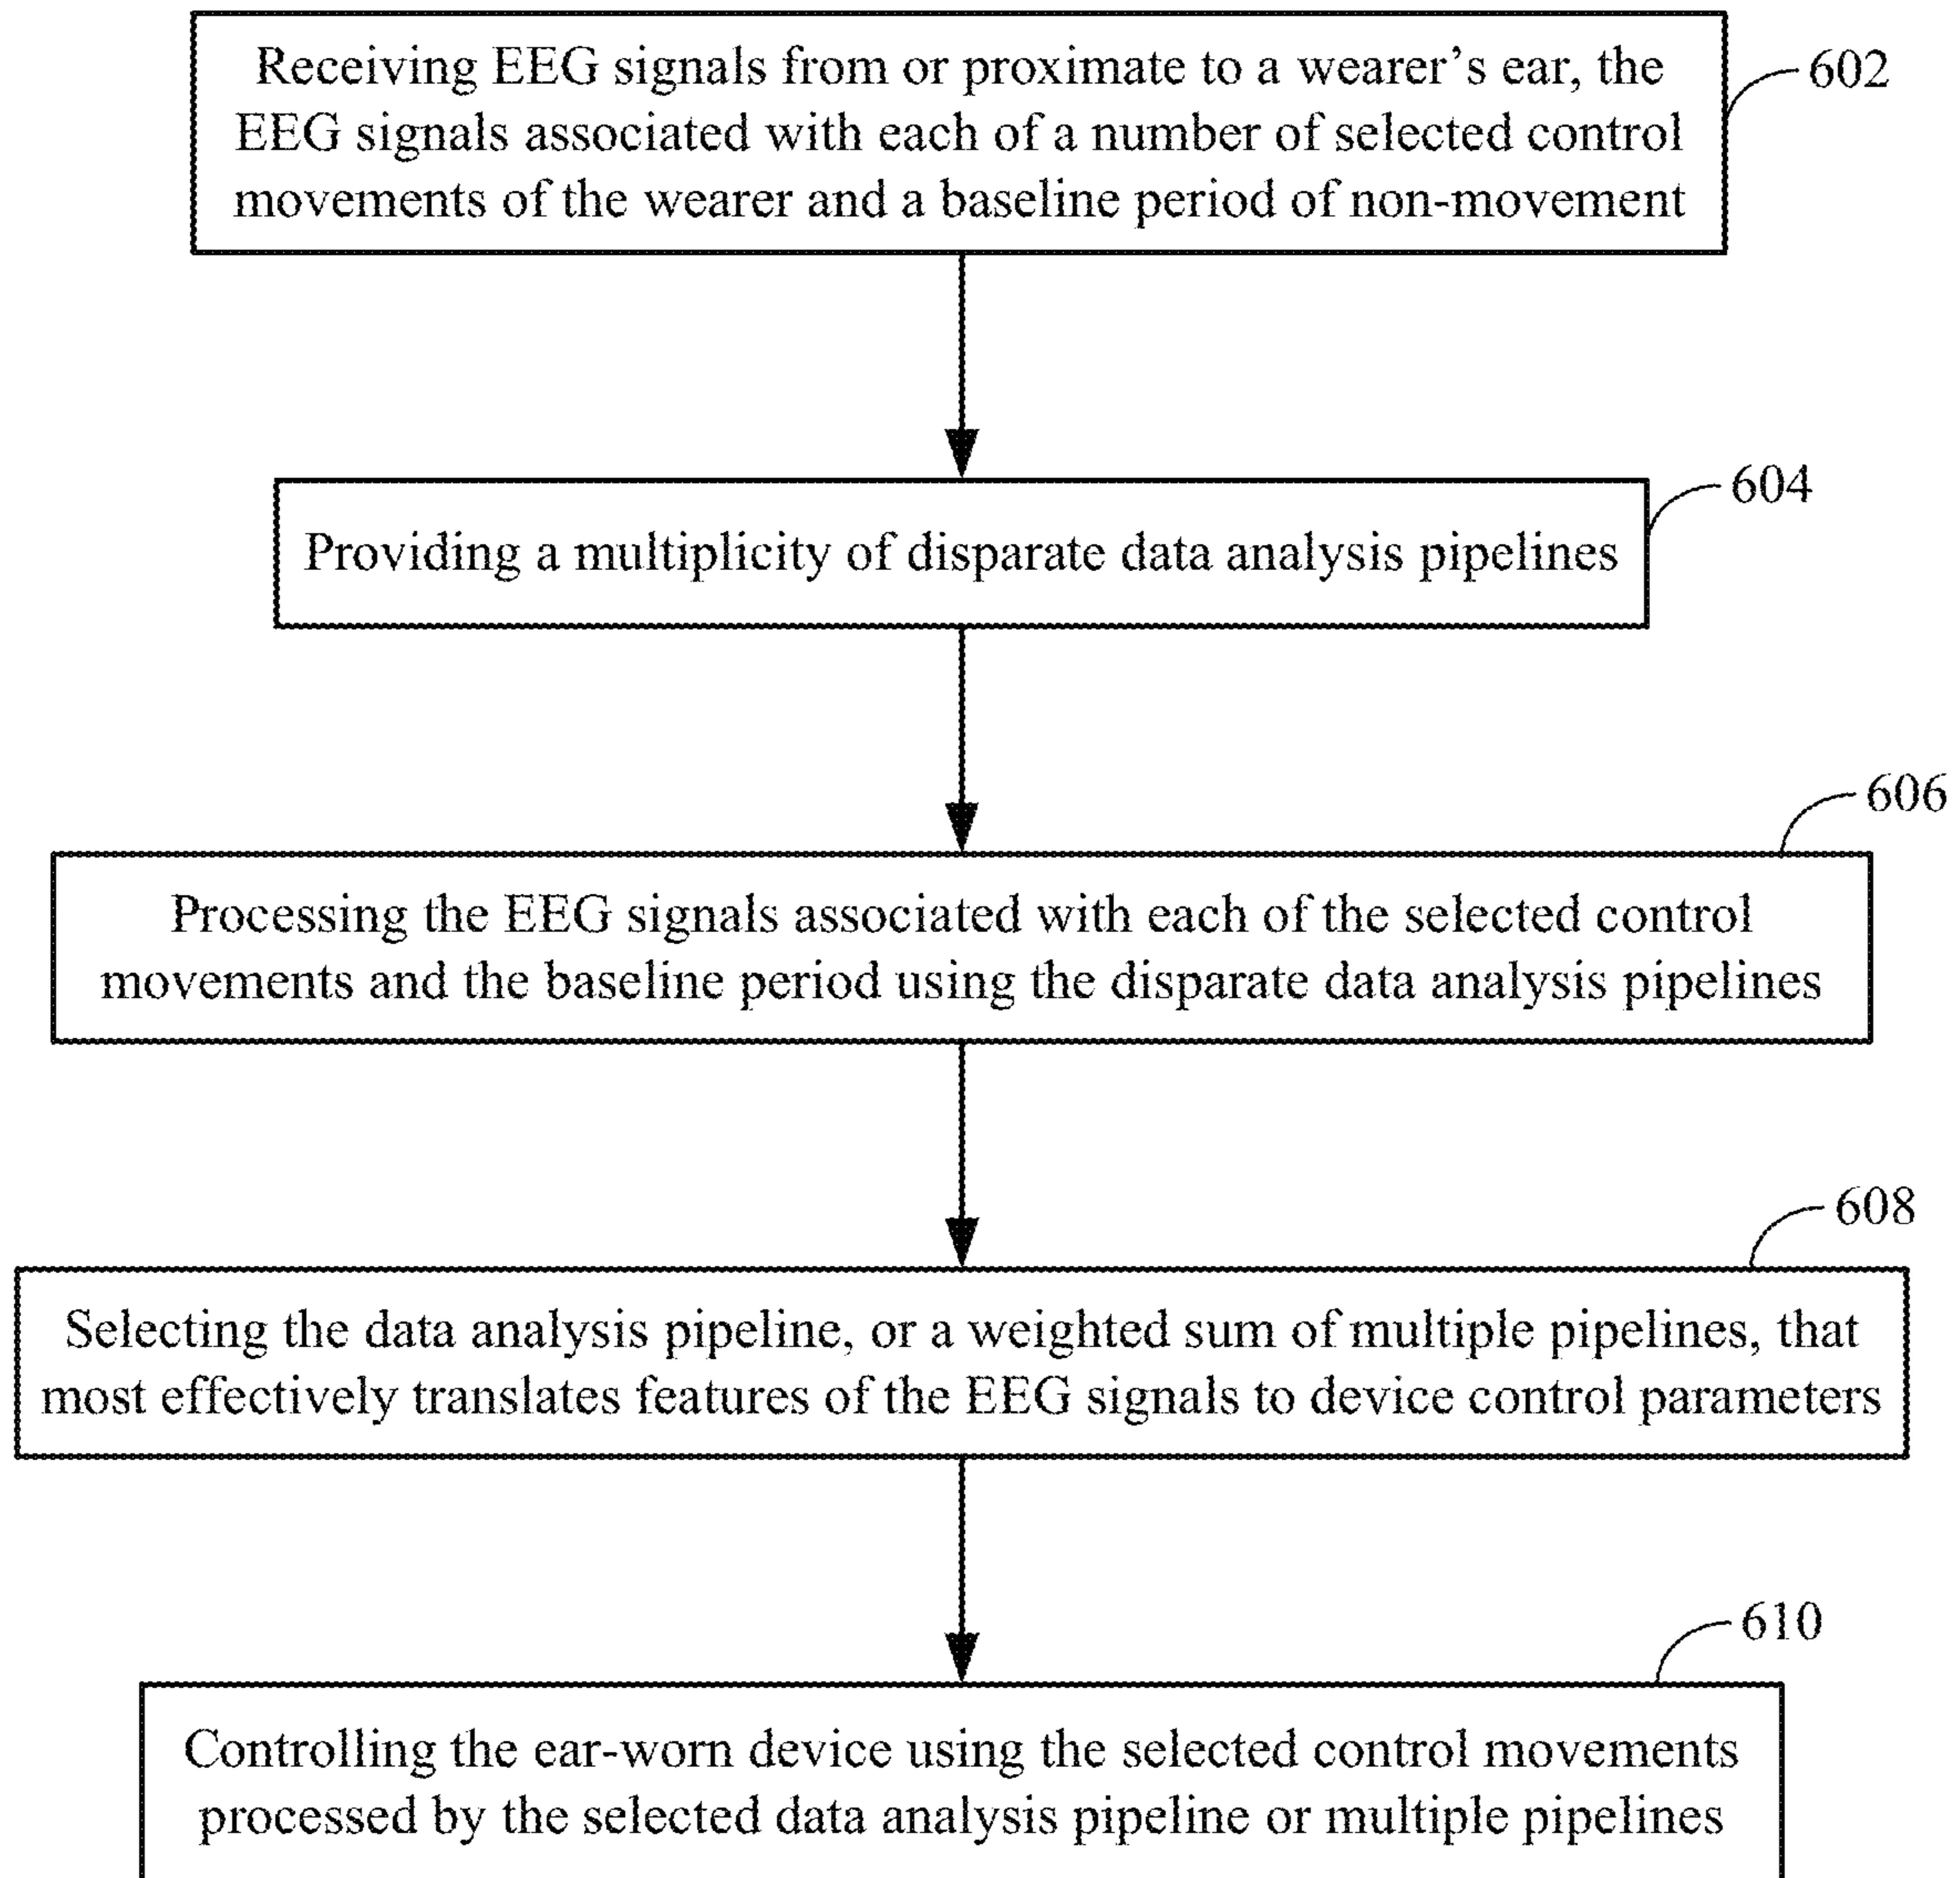 Receiving EEG signals from or proximate to a wearer's ear, the
EEG signals associated with each of a number of selected control
movements of the wearer and a baseline period of non-movement
602
604
Providing a multiplicity of disparate data analysis pipelines
606
Processing the EEG signals associated with each of the selected control
movements and the baseline period using the disparate data analysis pipelines
608
Selecting the data analysis pipeline, or a weighted sum of multiple pipelines, that
most effectively translates features of the EEG signals to device control parameters
610
Controlling the ear-worn device using the selected control movements
processed by the selected data analysis pipeline or multiple pipelines